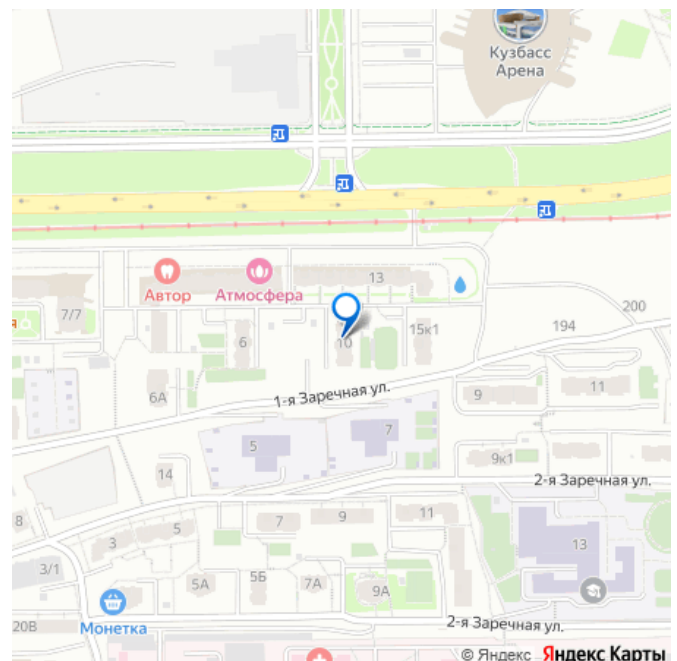 Кузбасс
Арена
13
Автор
Атмосфера
7/7
я
6
10
15к1
194
200
6А
1-я Заречная ул.
9
11
5
7
14
9к1
2-я Заречная ул.
8
3
5
7
9
11
13
3/1
5А
5Б
7А
9А
20В
Монетка
2-я Заречная ул.
© Яндекс Яндекс Карты